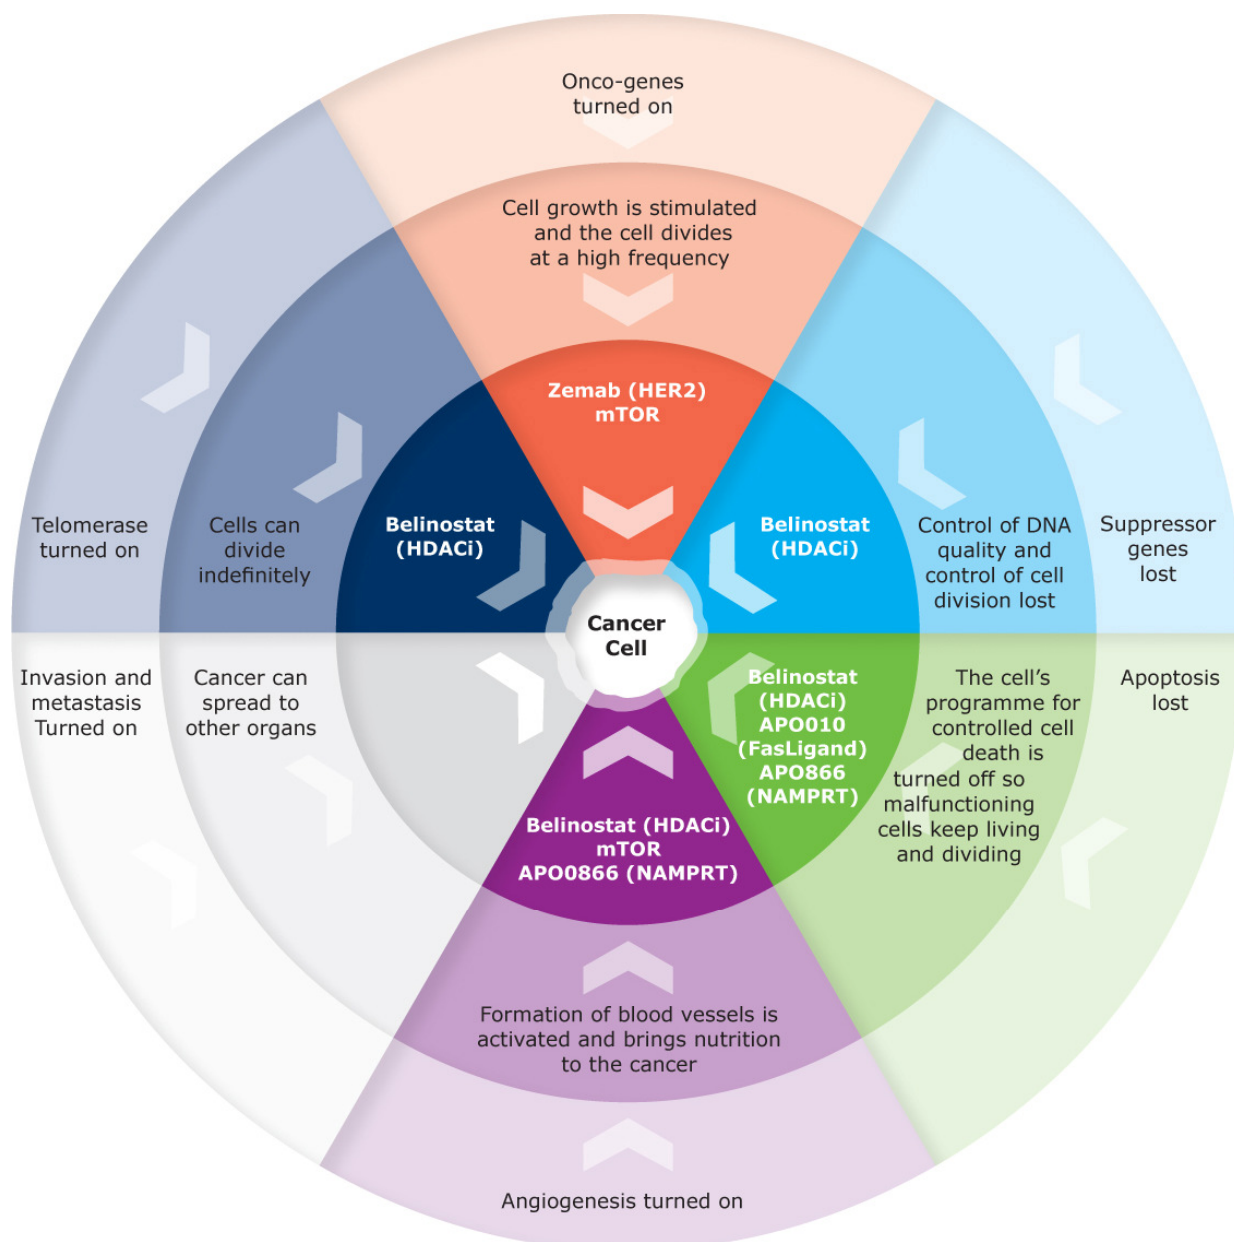 Onco-genes
turned on
Cell growth is stimulated
and the cell divides
at a high frequency
Zemab (HER2)
mTOR
Telomerase
turned on
Cells can
divide
indefinitely
Belinostat
(HDACi)
Belinostat
(HDACi)
Control of DNA
quality and
control of cell
division lost
Suppressor
genes
lost
Cancer
Cell
Invasion and
metastasis
Turned on
Cancer can
spread to
other organs
Belinostat
(HDACi)
APO010
(FasLigand)
APO866
(NAMPRT)
The cell’s
programme for
controlled cell
death is
turned off so
malfunctioning
cells keep living
and dividing
Apoptosis
lost
Belinostat (HDACi)
mTOR
APO0866 (NAMPRT)
Formation of blood vessels is
activated and brings nutrition
to the cancer
Angiogenesis turned on